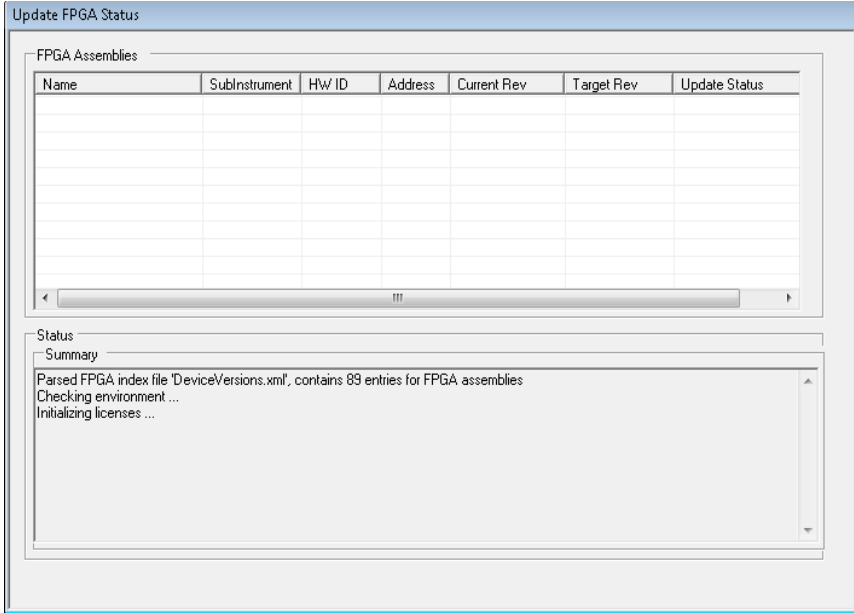 Update FPGA Status
FPGA Assemblies
Name SubInstrument HW ID Address Current Rev Target Rev Update Status
Status
Summary
Parsed FPGA index file 'DeviceVersions.xml', contains 89 entries for FPGA assemblies
Checking environment ...
Initializing licenses ...